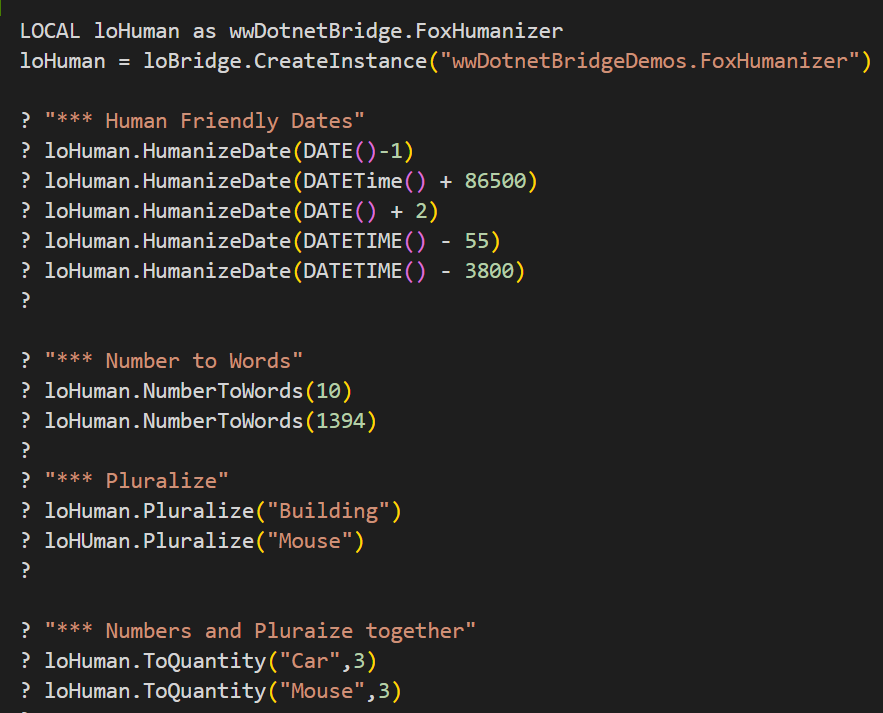 LOCAL loHuman as wwDotnetBridge.FoxHumanizer
loHuman = loBridge.CreateInstance("wwDotnetBridgeDemos.FoxHumanizer")
? "*** Human Friendly Dates"
? loHuman.HumanizeDate(DATE()-1)
? loHuman.HumanizeDate(DATETime() + 86500)
? loHuman.HumanizeDate(DATE() + 2)
? loHuman.HumanizeDate(DATETIME() - 55)
? loHuman.HumanizeDate(DATETIME() - 3800)
?
? "*** Number to Words"
? loHuman.NumberToWords(10)
? loHuman.NumberToWords(1394)
?
? "*** Pluralize"
? loHuman.Pluralize("Building")
? loHUman.Pluralize("Mouse")
?
? "*** Numbers and Pluraize together"
? loHuman.ToQuantity("Car",3)
? loHuman.ToQuantity("Mouse",3)